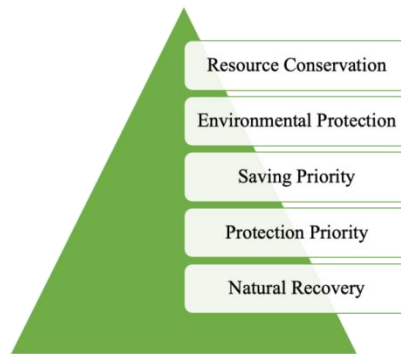 Resource Conservation
Environmental Protection
Saving Priority
Protection Priority
Natural Recovery